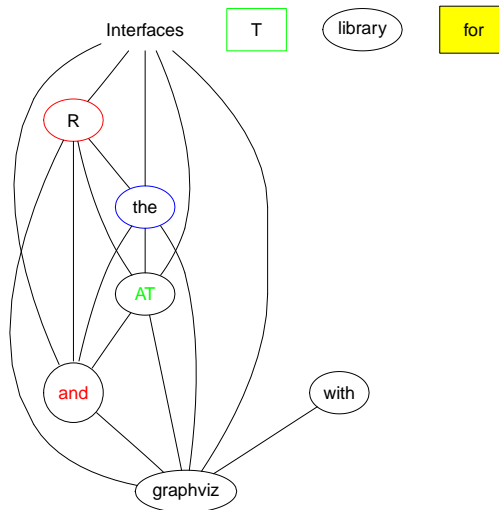 Interfaces
T
library
for
R
the
AT
and
with
graphviz